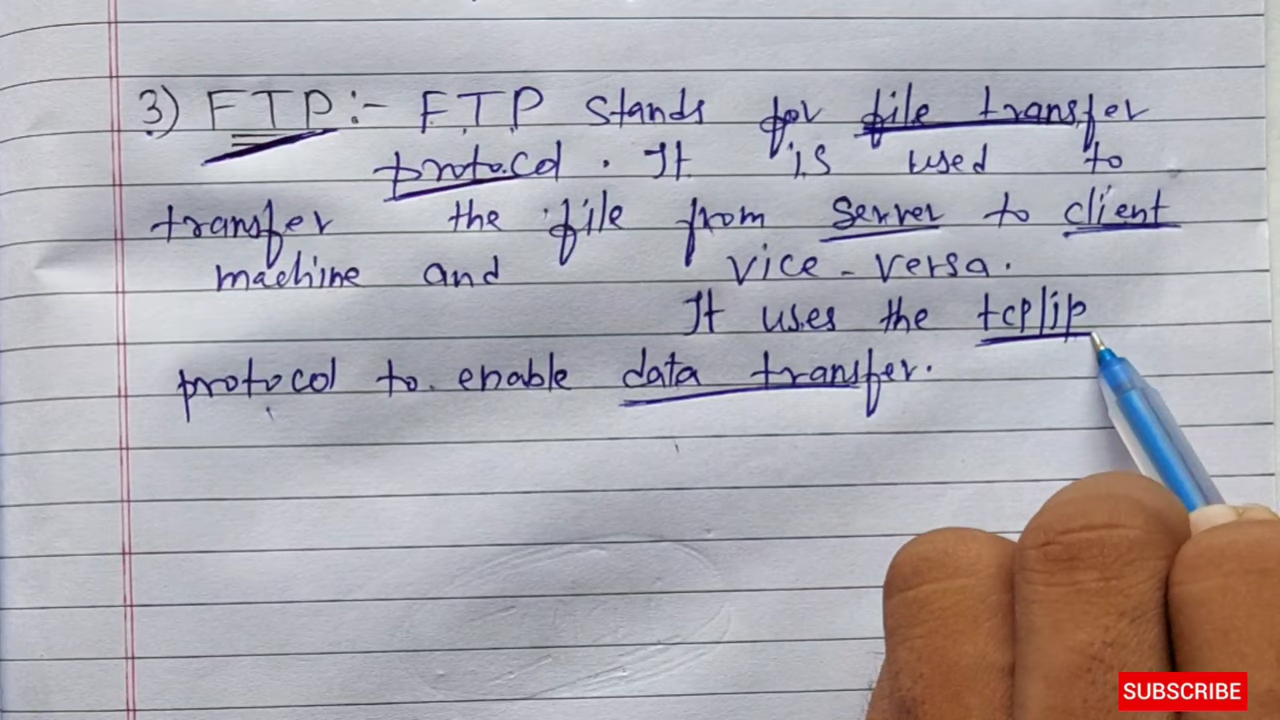 3) FTP:- FTP stands for file transfer
protocol. It is used to
transfer the file from server to client
machine and vice-versa.
It uses the tcp/ip
protocol to enable data transfer.
SUBSCRIBE